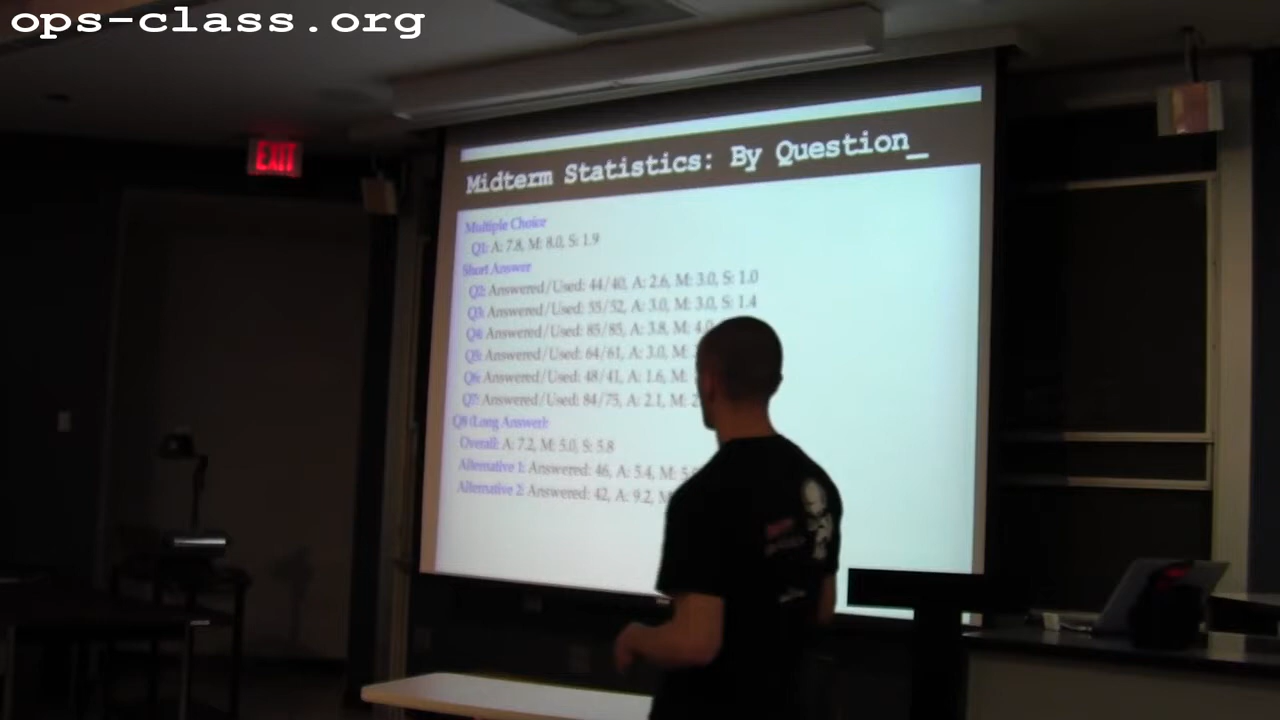 ops-class.org
EXIT
Midterm Statistics: By Question_
Multiple Choice
Q1: A: 7.8, M: 8.0, S: 1.9
Short Answer
Q2: Answered/Used: 44/40, A: 2.6, M: 3.0, S: 1.0
Q3: Answered/Used: 55/52, A: 3.0, M: 3.0, S: 1.4
Q4: Answered/Used: 85/85, A: 3.8, M: 4.0
Q5: Answered/Used: 64/61, A: 3.0, M:
Q6: Answered/Used: 48/41, A: 1.6, M:
Q7: Answered/Used: 84/75, A: 2.1, M:
Q8 (Long Answer):
Overall: A: 7.2, M: 5.0, S: 5.8
Alternative 1: Answered: 46, A: 5.4, M:
Alternative 2: Answered: 42, A: 9.2,